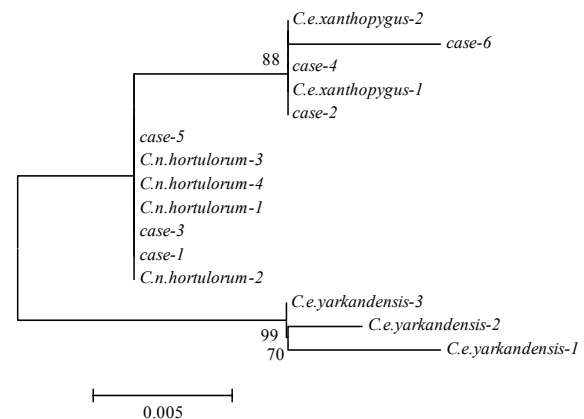 C.e.xanthopygus-2
case-6
88
case-4
C.e.xanthopygus-1
case-2
case-5
C.n.hortulorum-3
C.n.hortulorum-4
C.n.hortulorum-1
case-3
case-1
C.n.hortulorum-2
C.e.yarkandensis-3
C.e.yarkandensis-2
99
C.e.yarkandensis-1
70
0.005